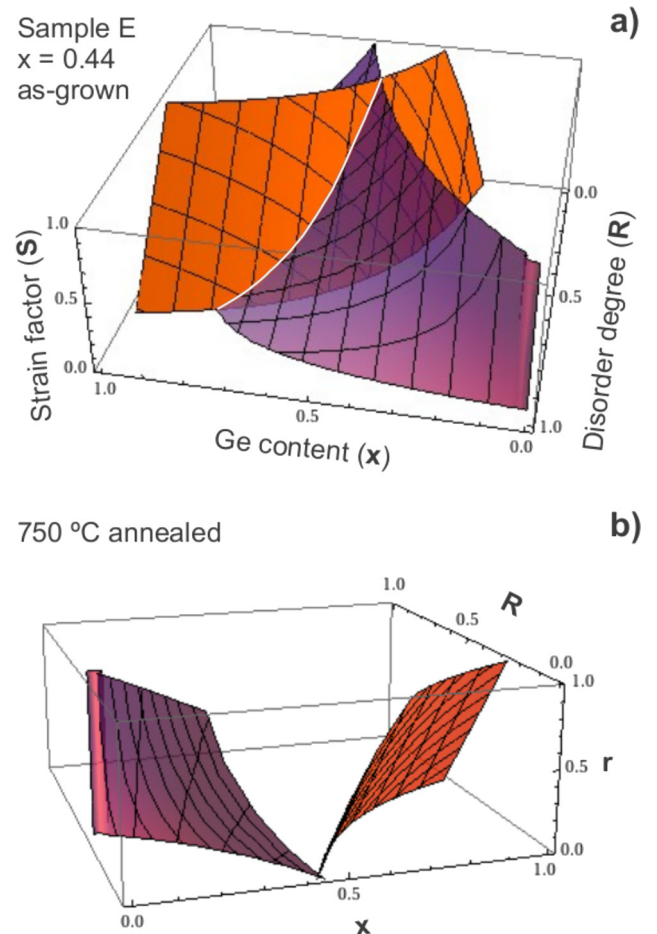 Sample E
x = 0.44
as-grown
a)
Strain factor (S)
1.0
0.5
0.0
1.0
0.5
0.0
Ge content (x)
0.0
0.5
1.0
Disorder degree (R)
750 ºC annealed
b)
1.0
0.5
0.0
R
1.0
0.5
0.0
r
0.0
0.5
1.0
x